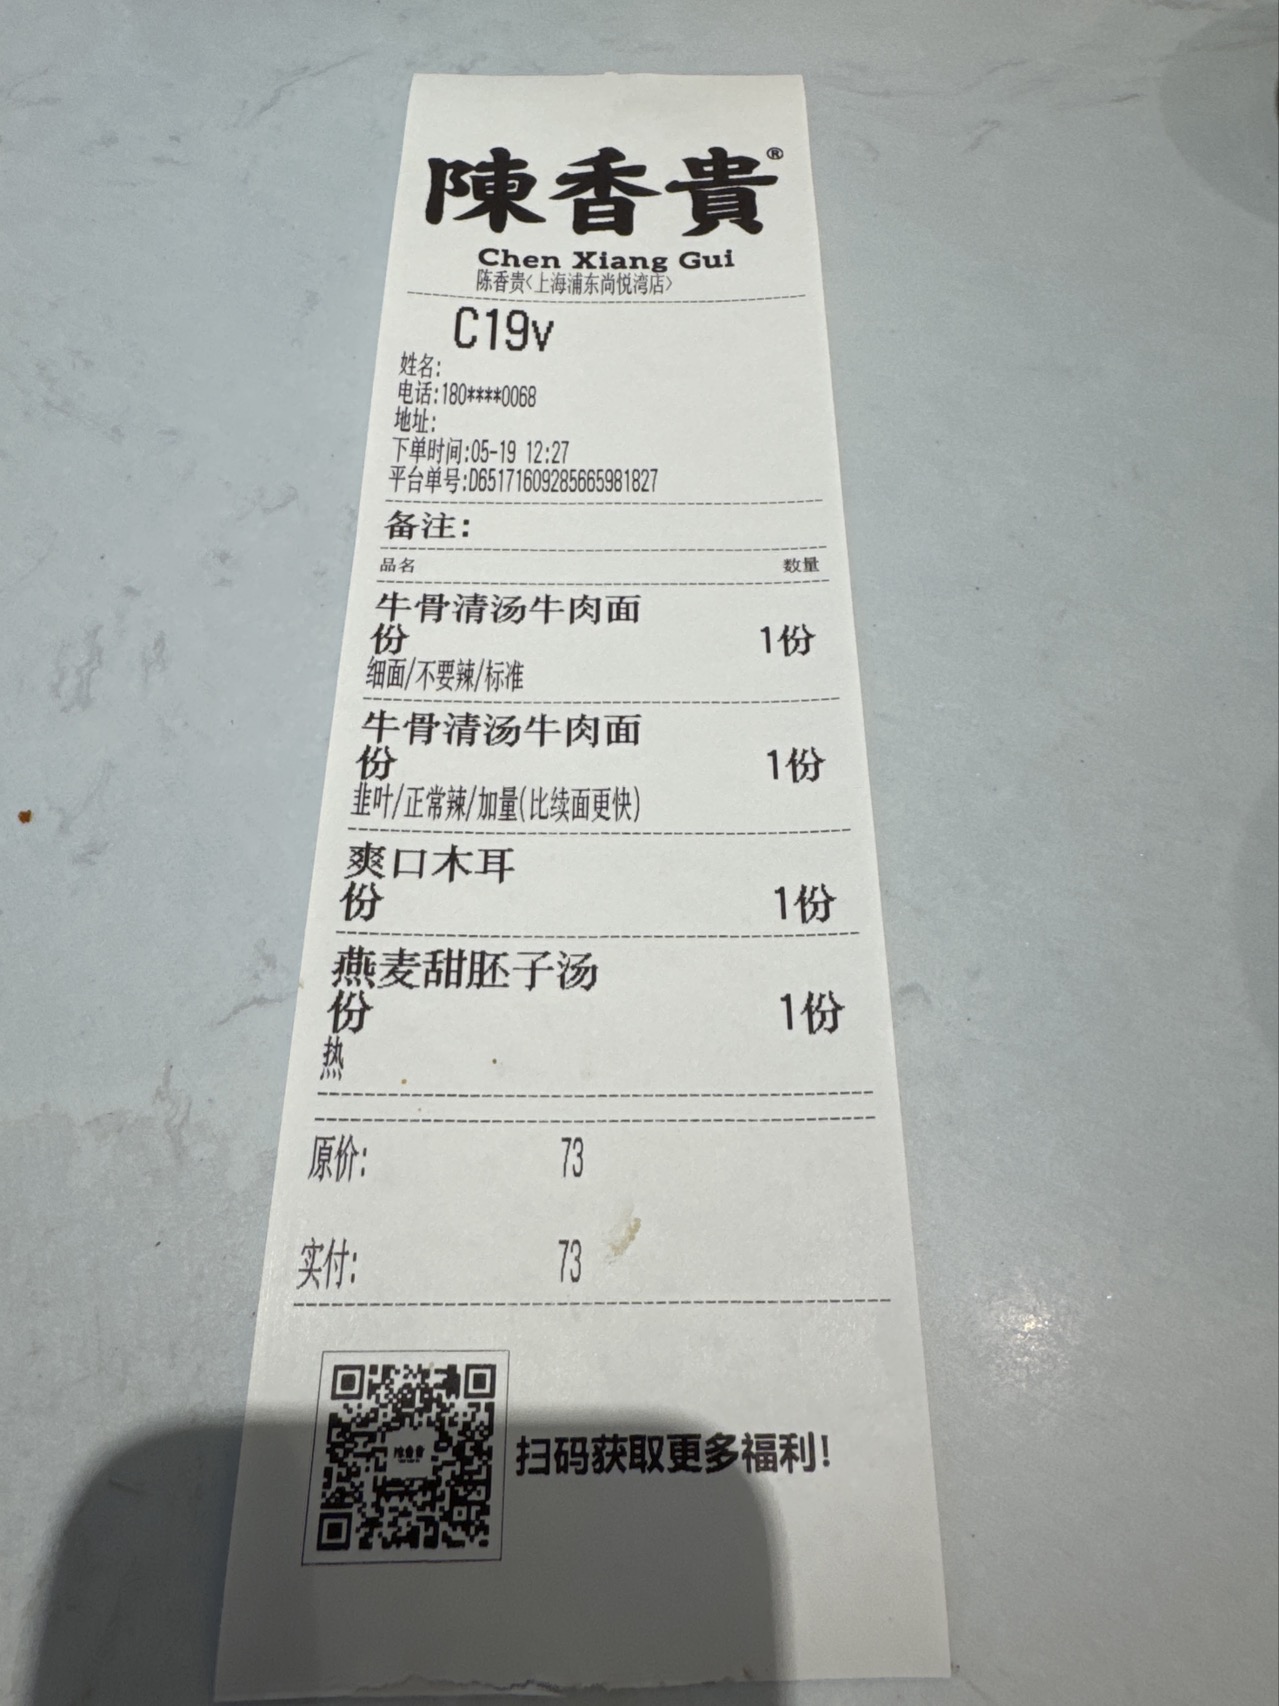 陳香貴®
Chen Xiang Gui
陈香贵<上海浦东尚悦湾店>
C19v
姓名:
电话:180****0068
地址:
下单时间:05-19 12:27
平台单号:D65171609285665981827
备注:
品名 数量
牛骨清汤牛肉面
份 1份
细面/不要辣/标准
牛骨清汤牛肉面
份 1份
韭叶/正常辣/加量(比续面更快)
爽口木耳
份 1份
燕麦甜胚子汤
份 1份
热
原价: 73
实付: 73
陳香貴
扫码获取更多福利!